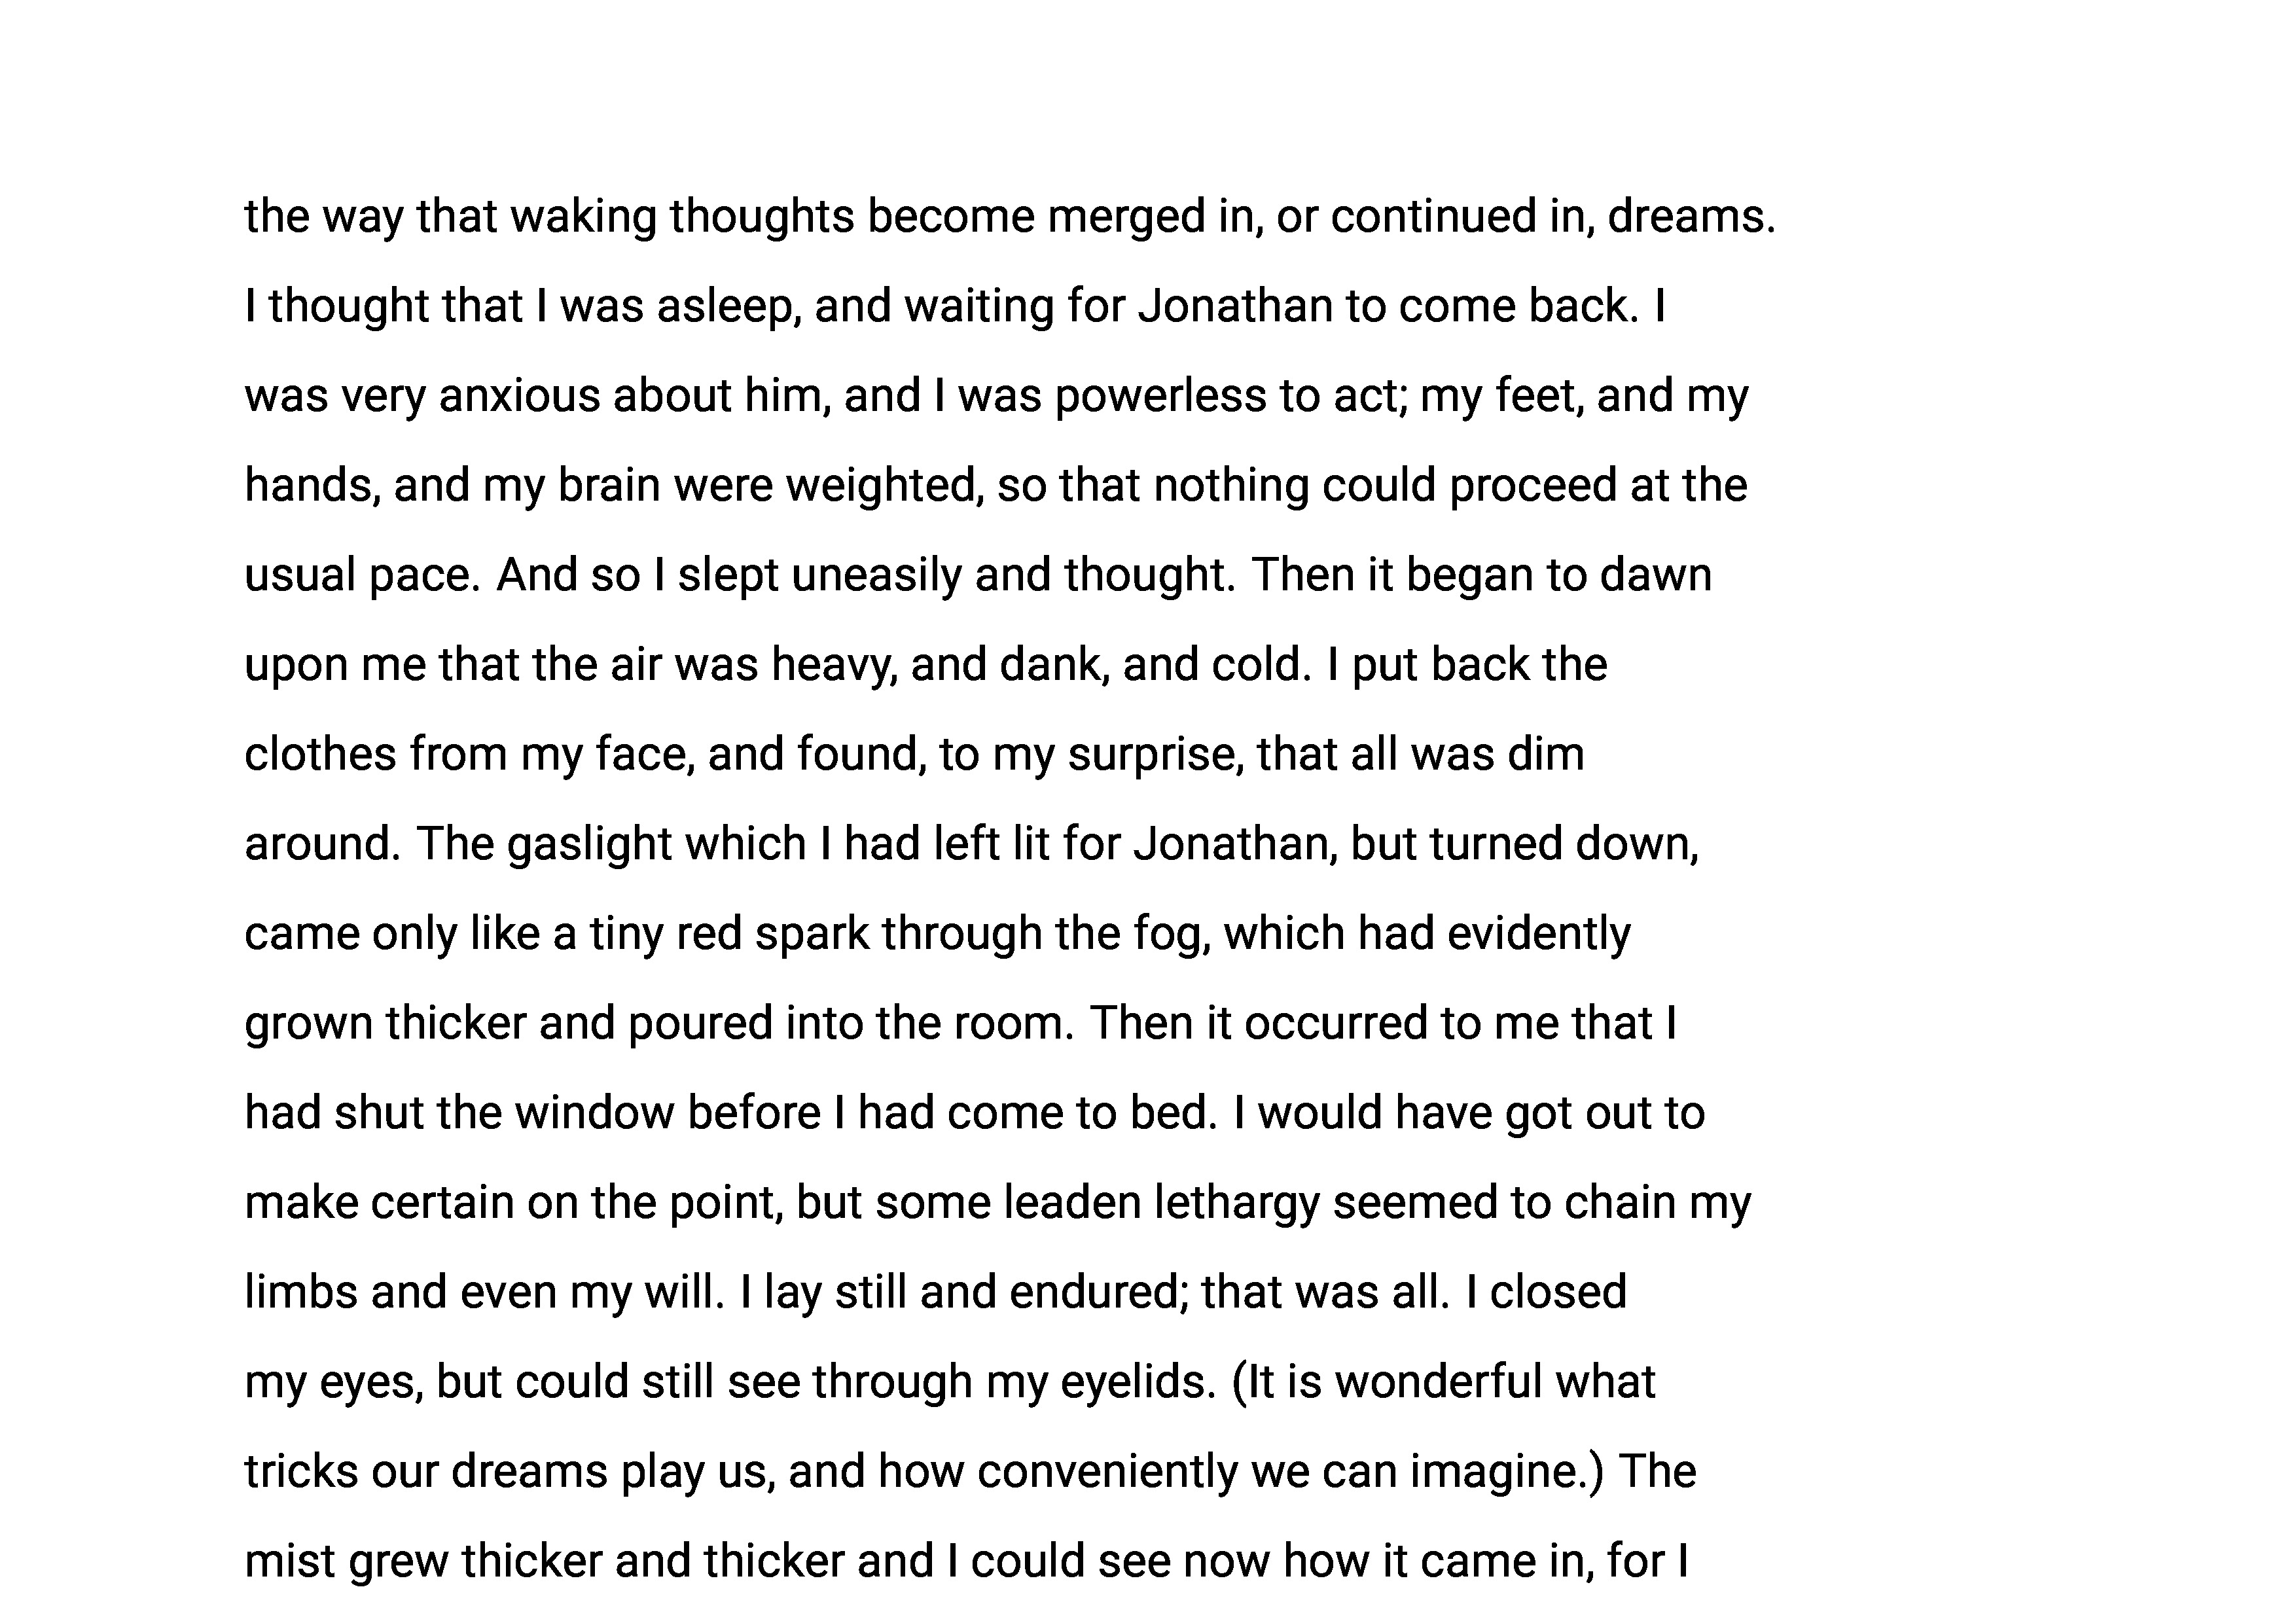 the way that waking thoughts become merged in, or continued in, dreams.
I thought that I was asleep, and waiting for Jonathan to come back. I
was very anxious about him, and I was powerless to act; my feet, and my
hands, and my brain were weighted, so that nothing could proceed at the
usual pace. And so I slept uneasily and thought. Then it began to dawn
upon me that the air was heavy, and dank, and cold. I put back the
clothes from my face, and found, to my surprise, that all was dim
around. The gaslight which I had left lit for Jonathan, but turned down,
came only like a tiny red spark through the fog, which had evidently
grown thicker and poured into the room. Then it occurred to me that I
had shut the window before I had come to bed. I would have got out to
make certain on the point, but some leaden lethargy seemed to chain my
limbs and even my will. I lay still and endured; that was all. I closed
my eyes, but could still see through my eyelids. (It is wonderful what
tricks our dreams play us, and how conveniently we can imagine.) The
mist grew thicker and thicker and I could see now how it came in, for I